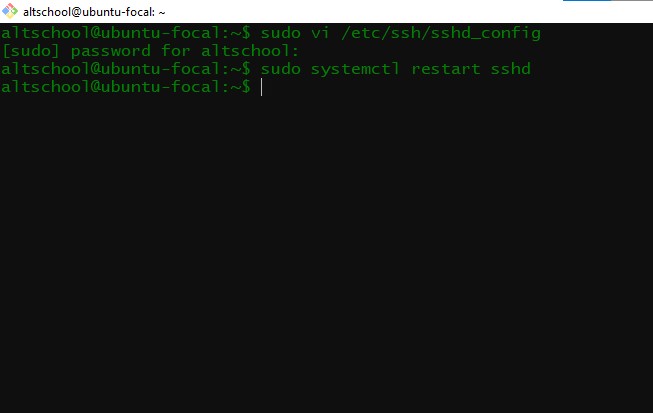 altschool@ubuntu-focal: ~
altschool@ubuntu-focal:~$ sudo vi /etc/ssh/sshd_config
[sudo] password for altschool:
altschool@ubuntu-focal:~$ sudo systemctl restart sshd
altschool@ubuntu-focal:~$